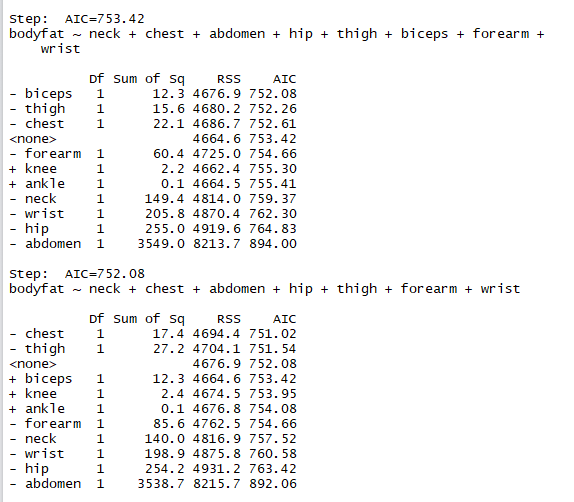 Step:  AIC=753.42
bodyfat ~ neck + chest + abdomen + hip + thigh + biceps + forearm +
    wrist

          Df Sum of Sq    RSS    AIC
- biceps   1      12.3 4676.9 752.08
- thigh    1      15.6 4680.2 752.26
- chest    1      22.1 4686.7 752.61
<none>                 4664.6 753.42
- forearm  1      60.4 4725.0 754.66
+ knee     1       2.2 4662.4 755.30
+ ankle    1       0.1 4664.5 755.41
- neck     1     149.4 4814.0 759.37
- wrist    1     205.8 4870.4 762.30
- hip      1     255.0 4919.6 764.83
- abdomen  1    3549.0 8213.7 894.00

Step:  AIC=752.08
bodyfat ~ neck + chest + abdomen + hip + thigh + forearm + wrist

          Df Sum of Sq    RSS    AIC
- chest    1      17.4 4694.4 751.02
- thigh    1      27.2 4704.1 751.54
<none>                 4676.9 752.08
+ biceps   1      12.3 4664.6 753.42
+ knee     1       2.4 4674.5 753.95
+ ankle    1       0.1 4676.8 754.08
- forearm  1      85.6 4762.5 754.66
- neck     1     140.0 4816.9 757.52
- wrist    1     198.9 4875.8 760.58
- hip      1     254.2 4931.2 763.42
- abdomen  1    3538.7 8215.7 892.06